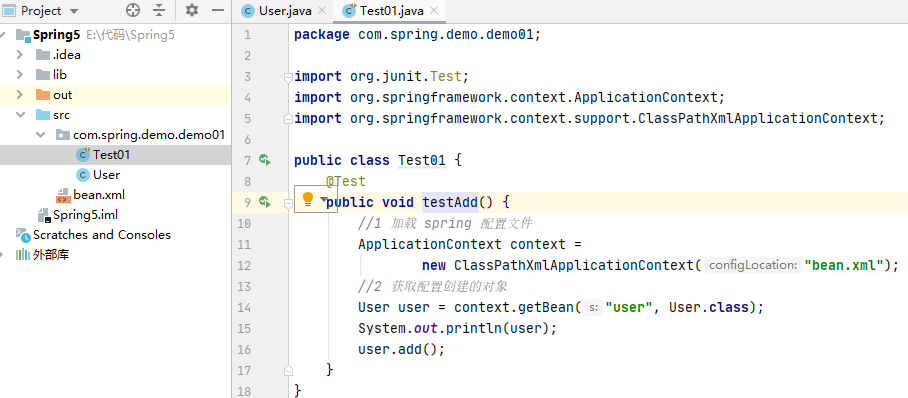 Project
User.java
Test01.java
Spring5 E:\代码\Spring5
.idea
lib
out
src
com.spring.demo.demo01
Test01
User
bean.xml
Spring5.iml
Scratches and Consoles
外部库
1 package com.spring.demo.demo01;
2
3 import org.junit.Test;
4 import org.springframework.context.ApplicationContext;
5 import org.springframework.context.support.ClassPathXmlApplicationContext;
6
7 public class Test01 {
8 @Test
9 public void testAdd() {
10 //1 加载 spring 配置文件
11 ApplicationContext context =
12 new ClassPathXmlApplicationContext( configLocation: "bean.xml");
13 //2 获取配置创建的对象
14 User user = context.getBean( s: "user", User.class);
15 System.out.println(user);
16 user.add();
17 }
18 }